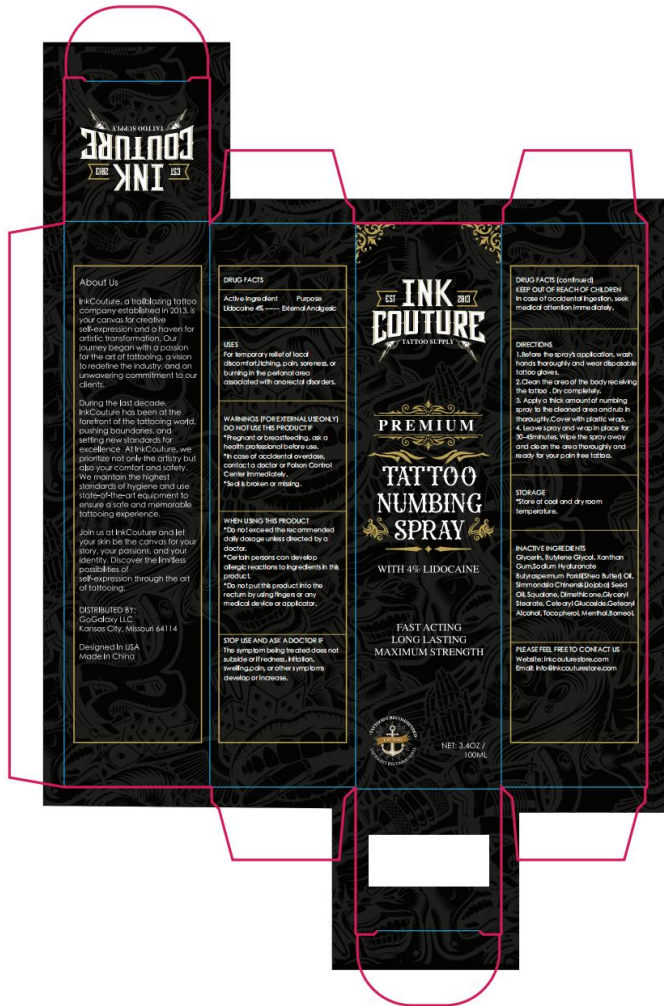 INK
COUTURE
EST 2013
TATTOO SUPPLY
About Us
InkCouture, a trailblazing tattoo
company established in 2013, is
your canvas for creative
self-expression and a haven for
artistic transformation. Our
journey began with a passion
for the art of tattooing, a vision
to redefine the industry, and an
unwavering commitment to our
clients.
During the last decade,
InkCouture has been at the
forefront of the tattooing world,
pushing boundaries, and
setting new standards for
excellence. At InkCouture, we
prioritize not only the artistry but
also your comfort and safety.
We maintain the highest
standards of hygiene and use
state-of-the-art equipment to
ensure a safe and memorable
tattooing experience.
Join us at InkCouture and let
your skin be the canvas for your
story, your passions, and your
identity. Discover the limitless
possibilities of
self-expression through the art
of tattooing.
DISTRIBUTED BY:
GoGalaxy LLC
Kansas City, Missouri 64114
Designed In USA
Made In China
DRUG FACTS
Active Ingredient Purpose
Lidocaine 4% ------ External Analgesic
USES
For temporary relief of local
discomfort,itching, pain, soreness, or
burning in the perianal area
associated with anorectal disorders.
WARNINGS (FOR EXTERNAL USE ONLY)
DO NOT USE THIS PRODUCT IF
*Pregnant or breastfeeding, ask a
health professional before use.
*In case of accidental overdose,
contact a doctor or Poison Control
Center immediately.
*Seal is broken or missing.
WHEN USING THIS PRODUCT
*Do not exceed the recommended
daily dosage unless directed by a
doctor.
*Certain persons can develop
allergic reactions to ingredients in this
product.
*Do not put this product into the
rectum by using fingers or any
medical device or applicator.
STOP USE AND ASK A DOCTOR IF
The symptom being treated does not
subside or if redness, irritation,
swelling,pain, or other symptoms
develop or increase.
EST INK 2013
COUTURE
TATTOO SUPPLY
PREMIUM
TATTOO
NUMBING
SPRAY
WITH 4% LIDOCAINE
FAST ACTING
LONG LASTING
MAXIMUM STRENGTH
TATTOO
NET: 3.4OZ /
100ML
DRUG FACTS (continued)
KEEP OUT OF REACH OF CHILDREN
In case of accidental ingestion, seek
medical attention immediately.
DIRECTIONS
1.Before the spray's application, wash
hands thoroughly and wear disposable
tattoo gloves.
2.Clean the area of the body receiving
the tattoo . Dry completely.
3. Apply a thick amount of numbing
spray to the cleaned area and rub in
thoroughly.Cover with plastic wrap.
4. Leave spray and wrap in place for
30-45minutes. Wipe the spray away
and clean the area thoroughly and
ready for your pain free tattoo.
STORAGE
*Store at cool and dry room
temperature.
INACTIVE INGREDIENTS
Glycerin, Butylene Glycol, Xanthan
Gum,Sodium Hyaluronate
Butyrospermum Parkii(Shea Butter) Oil,
Simmondsia Chinensis (Jojoba) Seed
Oil, Squalane, Dimethicone,Glyceryl
Stearate, Cetearyl Glucoside,Cetearyl
Alcohol, Tocopherol, Menthol,Borneol.
PLEASE FEEL FREE TO CONTACT US
Website: inkcouturestore.com
Email: info@inkcouturestore.com